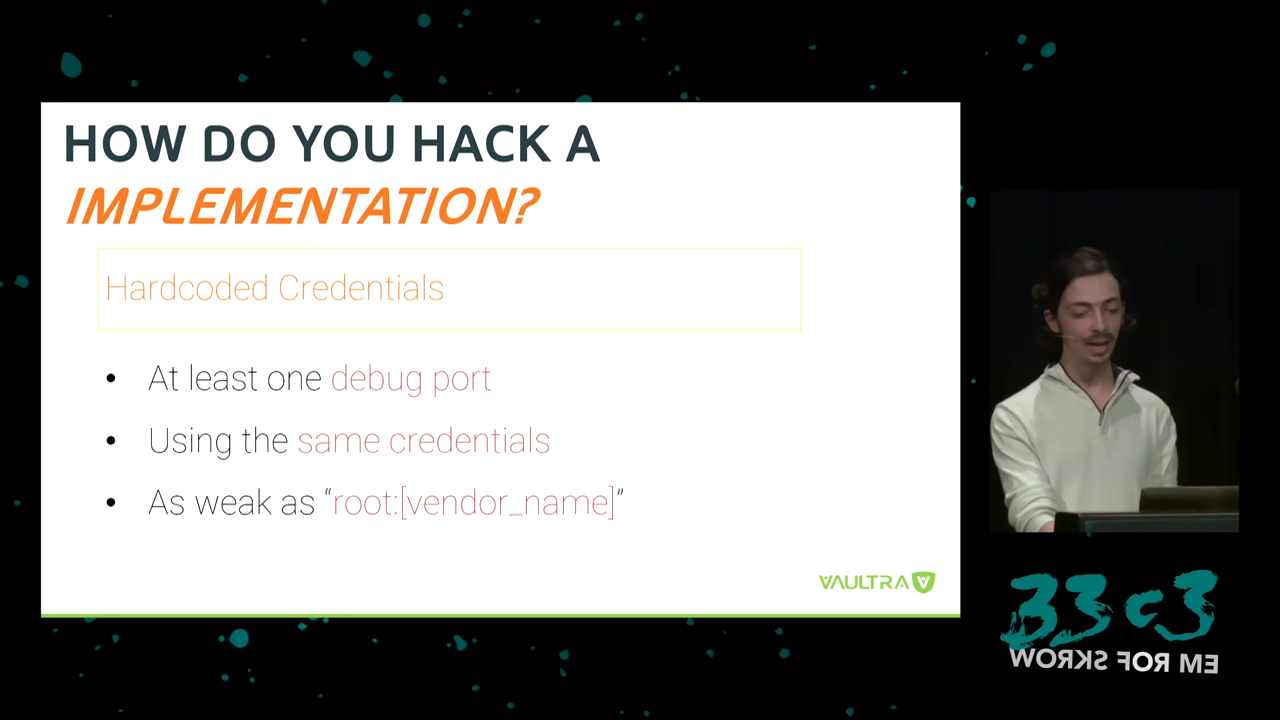 HOW DO YOU HACK A
IMPLEMENTATION?
Hardcoded Credentials
• At least one debug port
• Using the same credentials
• As weak as “root:[vendor_name]”
VAULTRA
33c3
WORKS FOR ME